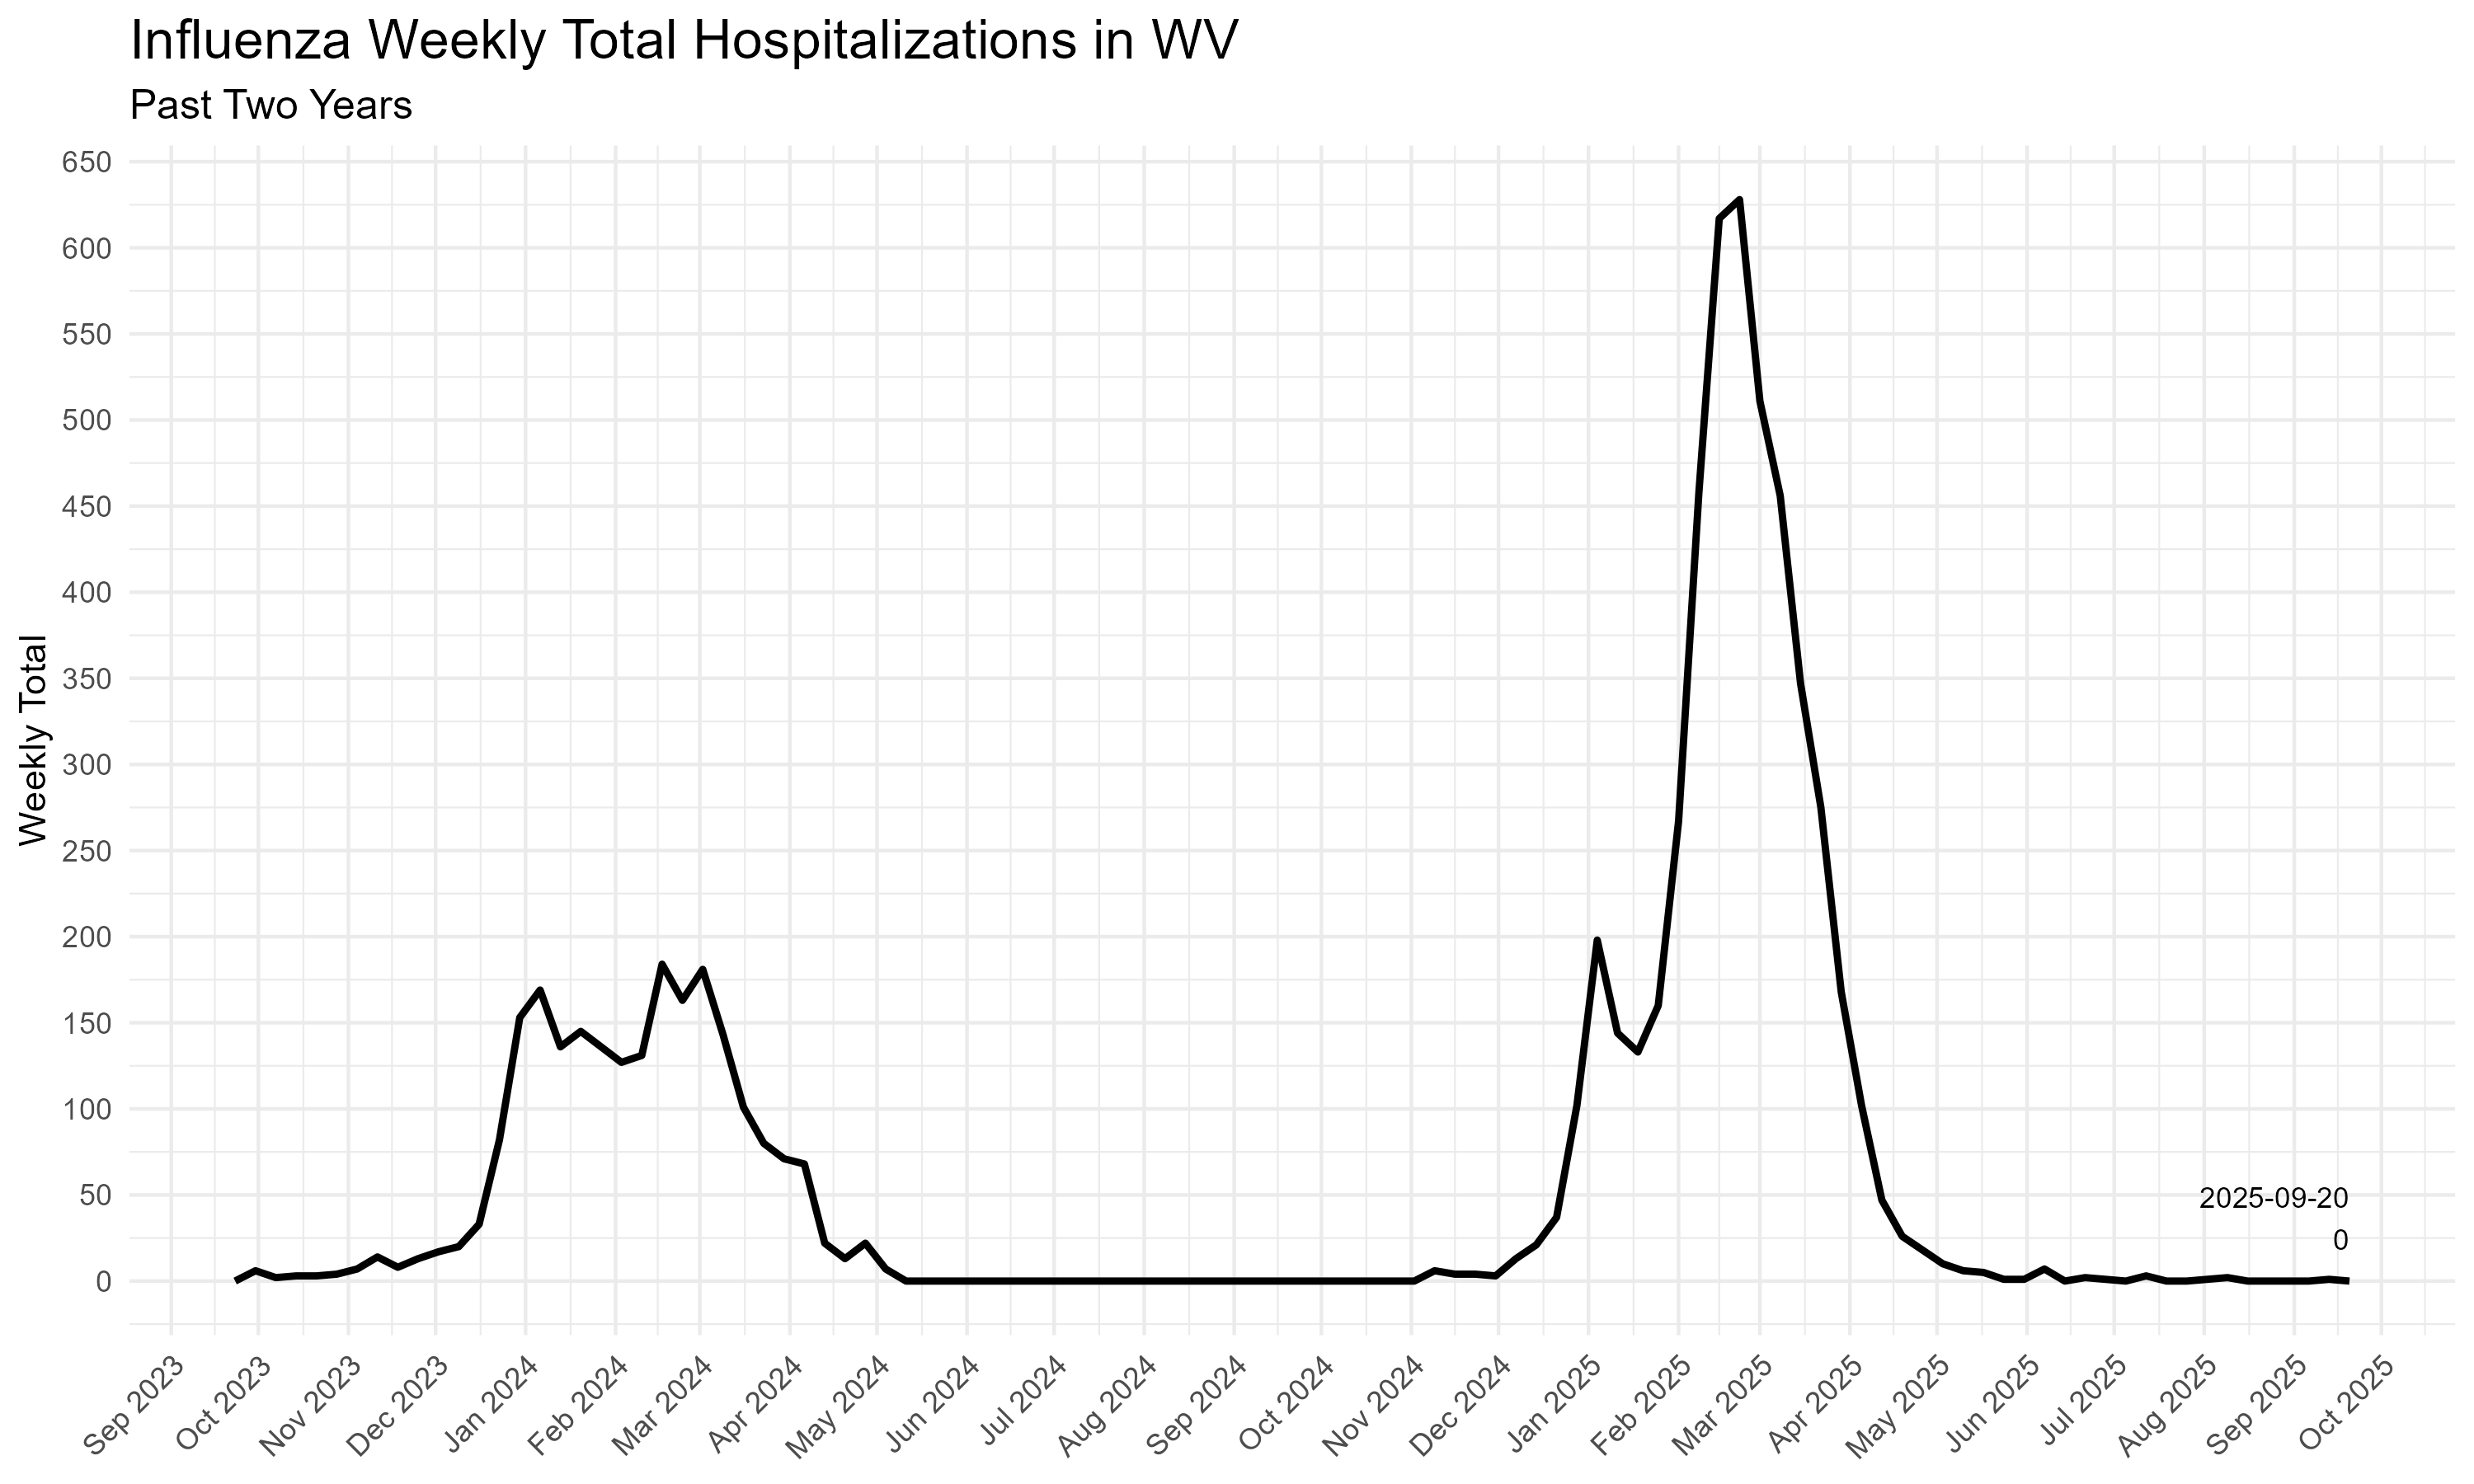 Influenza Weekly Total Hospitalizations in WV
Past Two Years
Weekly Total
650
600
550
500
450
400
350
300
250
200
150
100
50
0
2025-09-20
0
Sep 2023
Oct 2023
Nov 2023
Dec 2023
Jan 2024
Feb 2024
Mar 2024
Apr 2024
May 2024
Jun 2024
Jul 2024
Aug 2024
Sep 2024
Oct 2024
Nov 2024
Dec 2024
Jan 2025
Feb 2025
Mar 2025
Apr 2025
May 2025
Jun 2025
Jul 2025
Aug 2025
Sep 2025
Oct 2025